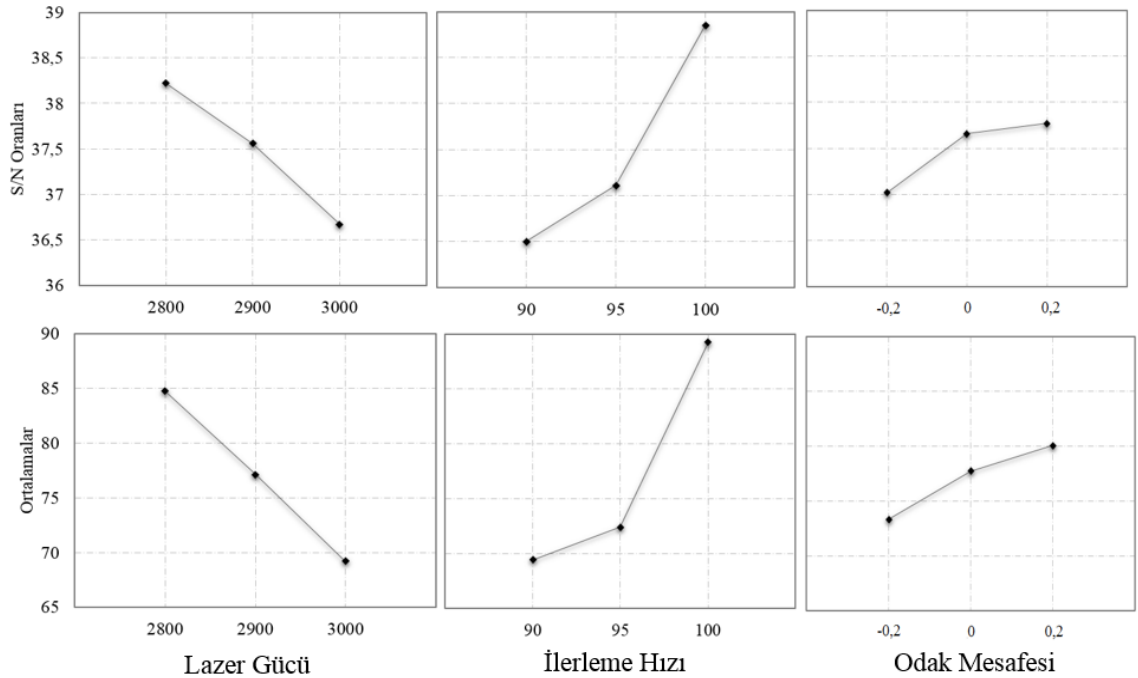 S/N Oranları
39
38,5
38
37,5
37
36,5
36
2800 2900 3000
90 95 100
-0,2 0 0,2
Ortalamalar
90
85
80
75
70
65
2800 2900 3000
90 95 100
-0,2 0 0,2
Lazer Gücü
İlerleme Hızı
Odak Mesafesi